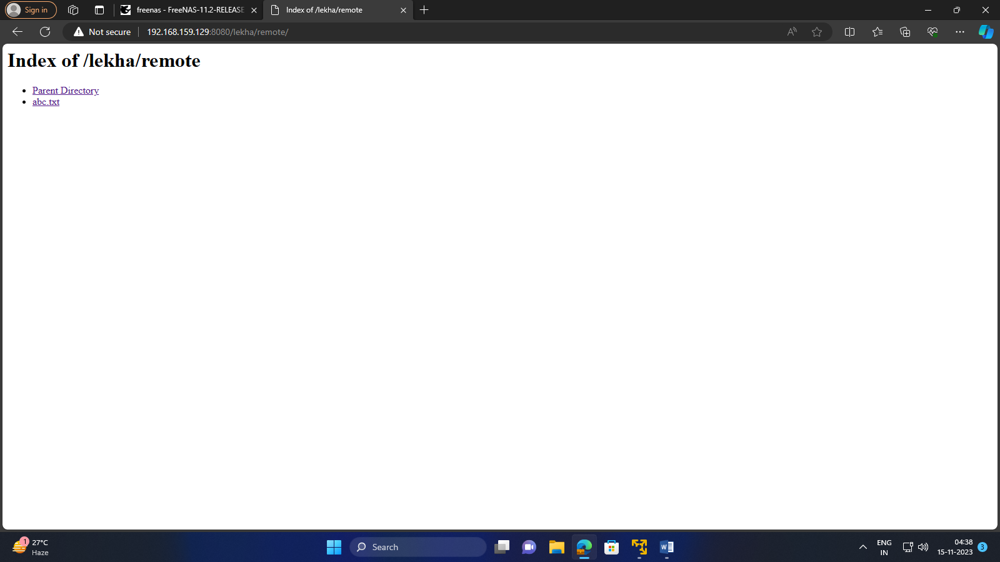 Sign in
freenas - FreeNAS-11.2-RELEASE
Index of /lekha/remote
Not secure
192.168.159.129:8080/lekha/remote/
Index of /lekha/remote
Parent Directory
abc.txt
1
27°C
Haze
Search
W
ENG
IN
04:38
15-11-2023
3